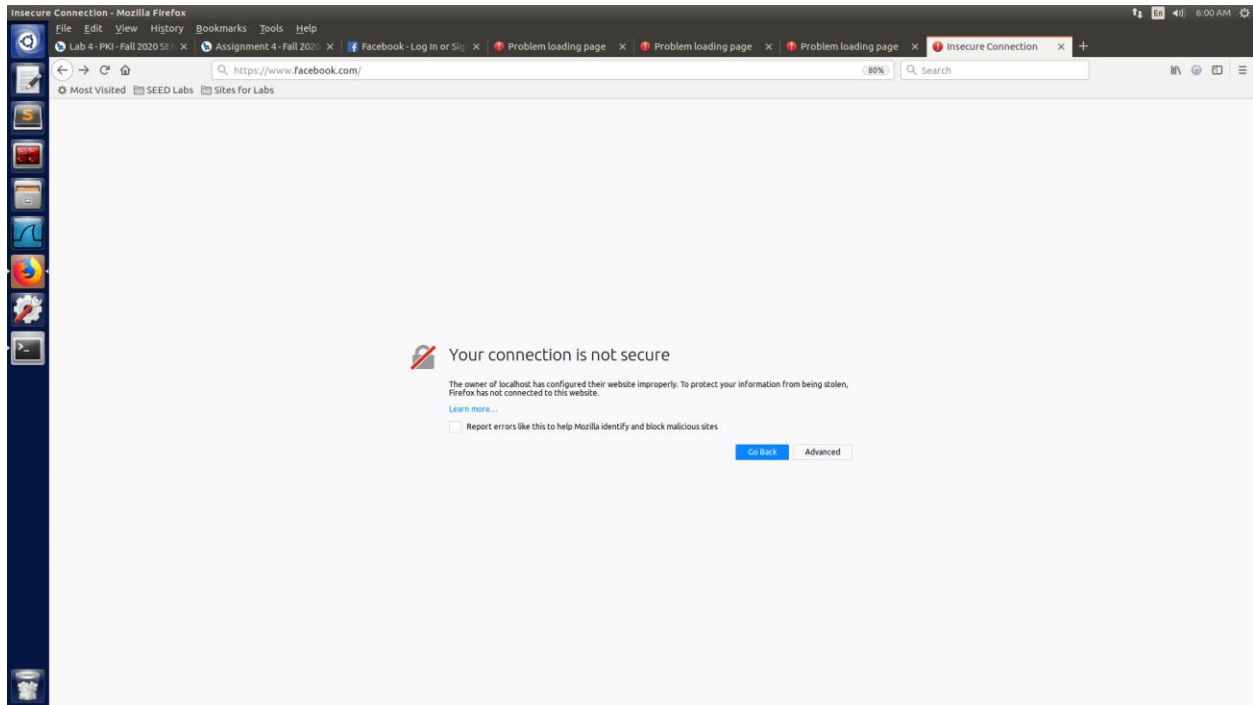 Insecure Connection - Mozilla Firefox
En
6:00 AM
File Edit View History Bookmarks Tools Help
Lab 4 - PKI - Fall 2020 SE
Assignment 4 - Fall 202
Facebook - Log In or Sig
Problem loading page
Problem loading page
Problem loading page
Insecure Connection
https://www.facebook.com/
80%
Search
Most Visited SEED Labs Sites for Labs
Your connection is not secure
The owner of localhost has configured their website improperly. To protect your information from being stolen,
Firefox has not connected to this website.
Learn more...
Report errors like this to help Mozilla identify and block malicious sites
Go Back Advanced